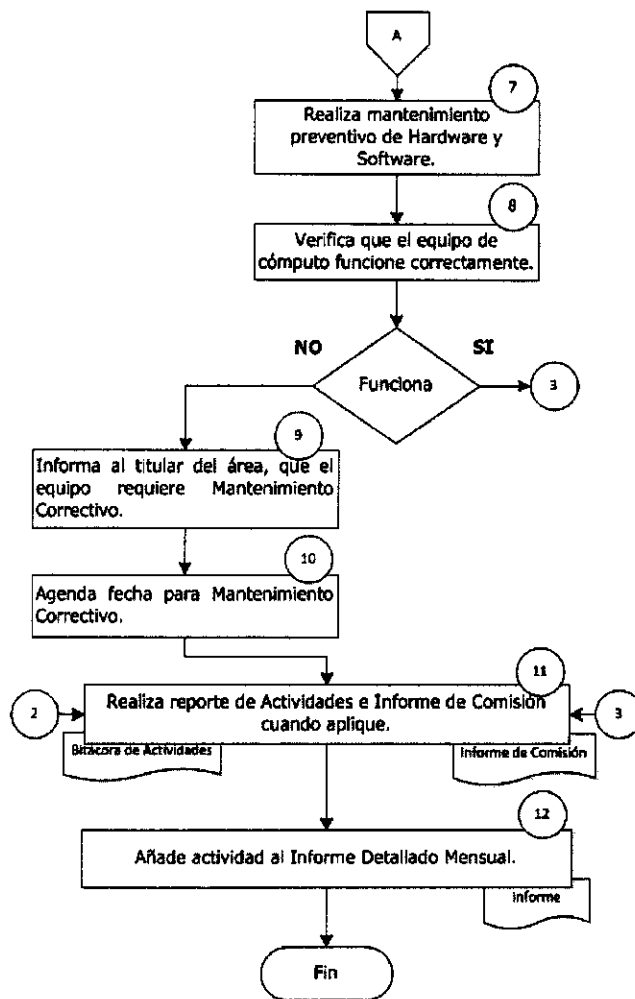 A
7
Realiza mantenimiento
preventivo de Hardware y
Software.
8
Verifica que el equipo de
cómputo funcione correctamente.
NO
SI
Funciona
3
9
Informa al titular del área, que el
equipo requiere Mantenimiento
Correctivo.
10
Agenda fecha para Mantenimiento
Correctivo.
11
Realiza reporte de Actividades e Informe de Comisión
cuando aplique.
2
3
Bitácora de Actividades
Informe de Comisión
12
Añade actividad al Informe Detallado Mensual.
Informe
Fin